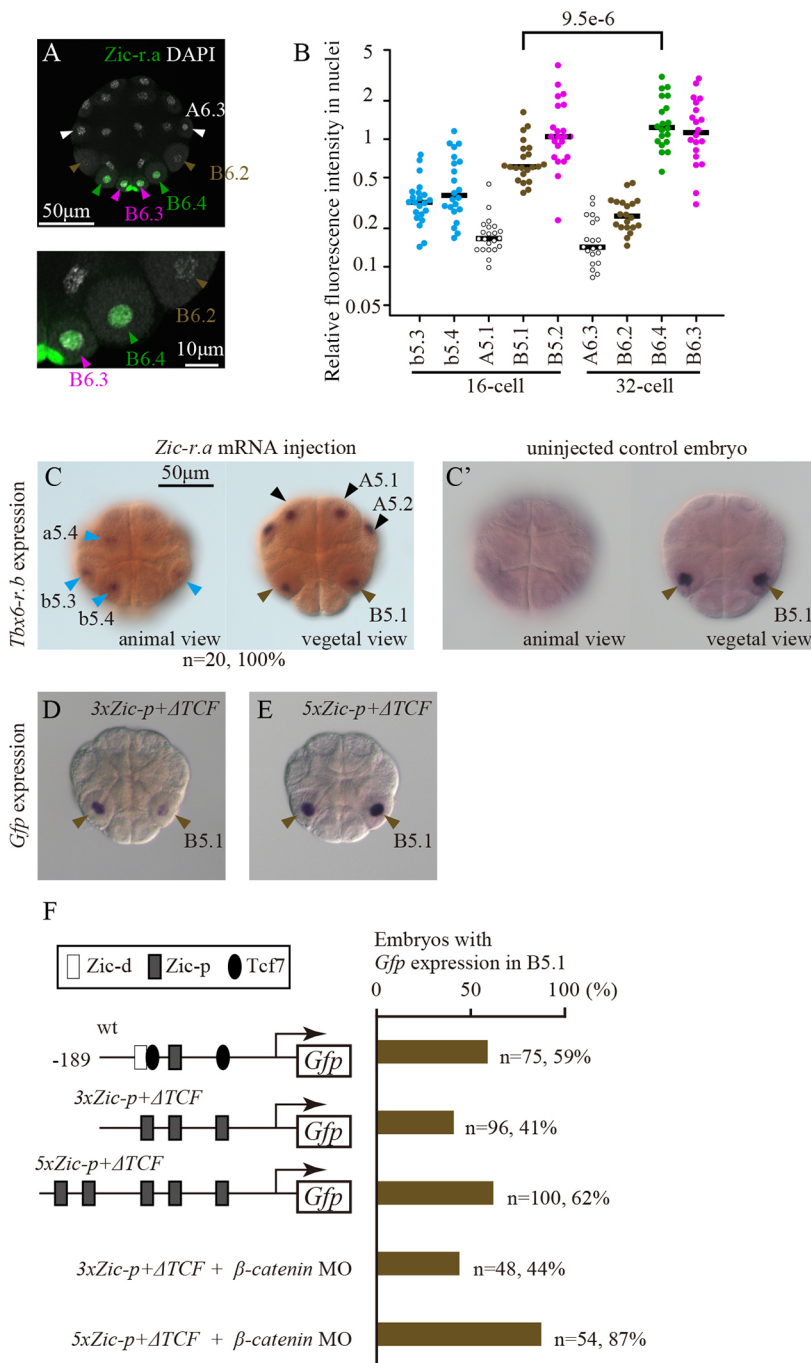 A
Zic-r.a DAPI
A6.3
B6.2
B6.4
B6.3
50μm
B6.2
B6.4
B6.3
10μm
B
9.5e-6
Relative fluorescence intensity in nuclei
5
2
1
0.5
0.2
0.1
0.05
b5.3 b5.4 A5.1 B5.1 B5.2 A6.3 B6.2 B6.4 B6.3
16-cell 32-cell
Zic-r.a mRNA injection
uninjected control embryo
Tbx6-r.b expression
C
50μm
A5.1
A5.2
a5.4
b5.3
b5.4
B5.1
animal view
vegetal view
n=20, 100%
C'
B5.1
animal view
vegetal view
Gfp expression
D
3xZic-p+ΔTCF
B5.1
E
5xZic-p+ΔTCF
B5.1
F
Zic-d Zic-p Tcf7
Embryos with
Gfp expression in B5.1
0 50 100 (%)
wt
-189
Gfp
n=75, 59%
3xZic-p+ΔTCF
Gfp
n=96, 41%
5xZic-p+ΔTCF
Gfp
n=100, 62%
3xZic-p+ΔTCF + β-catenin MO
n=48, 44%
5xZic-p+ΔTCF + β-catenin MO
n=54, 87%